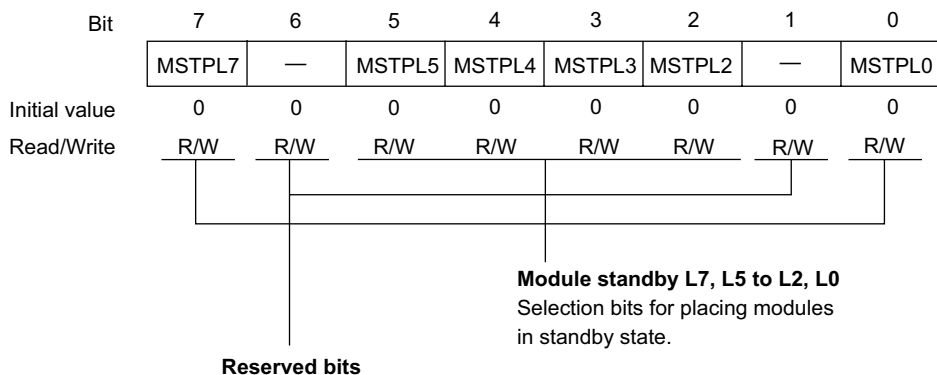 Bit 7 6 5 4 3 2 1 0
MSTPL7 — MSTPL5 MSTPL4 MSTPL3 MSTPL2 — MSTPL0
Initial value 0 0 0 0 0 0 0 0
Read/Write R/W R/W R/W R/W R/W R/W R/W R/W
Module standby L7, L5 to L2, L0
Selection bits for placing modules
in standby state.
Reserved bits